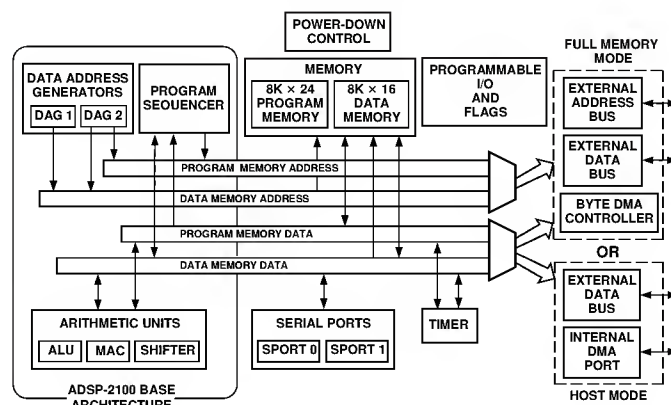 POWER-DOWN
CONTROL
DATA ADDRESS
GENERATORS
DAG 1
DAG 2
PROGRAM
SEQUENCER
MEMORY
8K × 24
PROGRAM
MEMORY
8K × 16
DATA
MEMORY
PROGRAMMABLE
I/O
AND
FLAGS
FULL MEMORY
MODE
EXTERNAL
ADDRESS
BUS
EXTERNAL
DATA
BUS
BYTE DMA
CONTROLLER
OR
EXTERNAL
DATA
BUS
INTERNAL
DMA
PORT
HOST MODE
PROGRAM MEMORY ADDRESS
DATA MEMORY ADDRESS
PROGRAM MEMORY DATA
DATA MEMORY DATA
ARITHMETIC UNITS
ALU
MAC
SHIFTER
SERIAL PORTS
SPORT 0
SPORT 1
TIMER
ADSP-2100 BASE
ARCHITECTURE